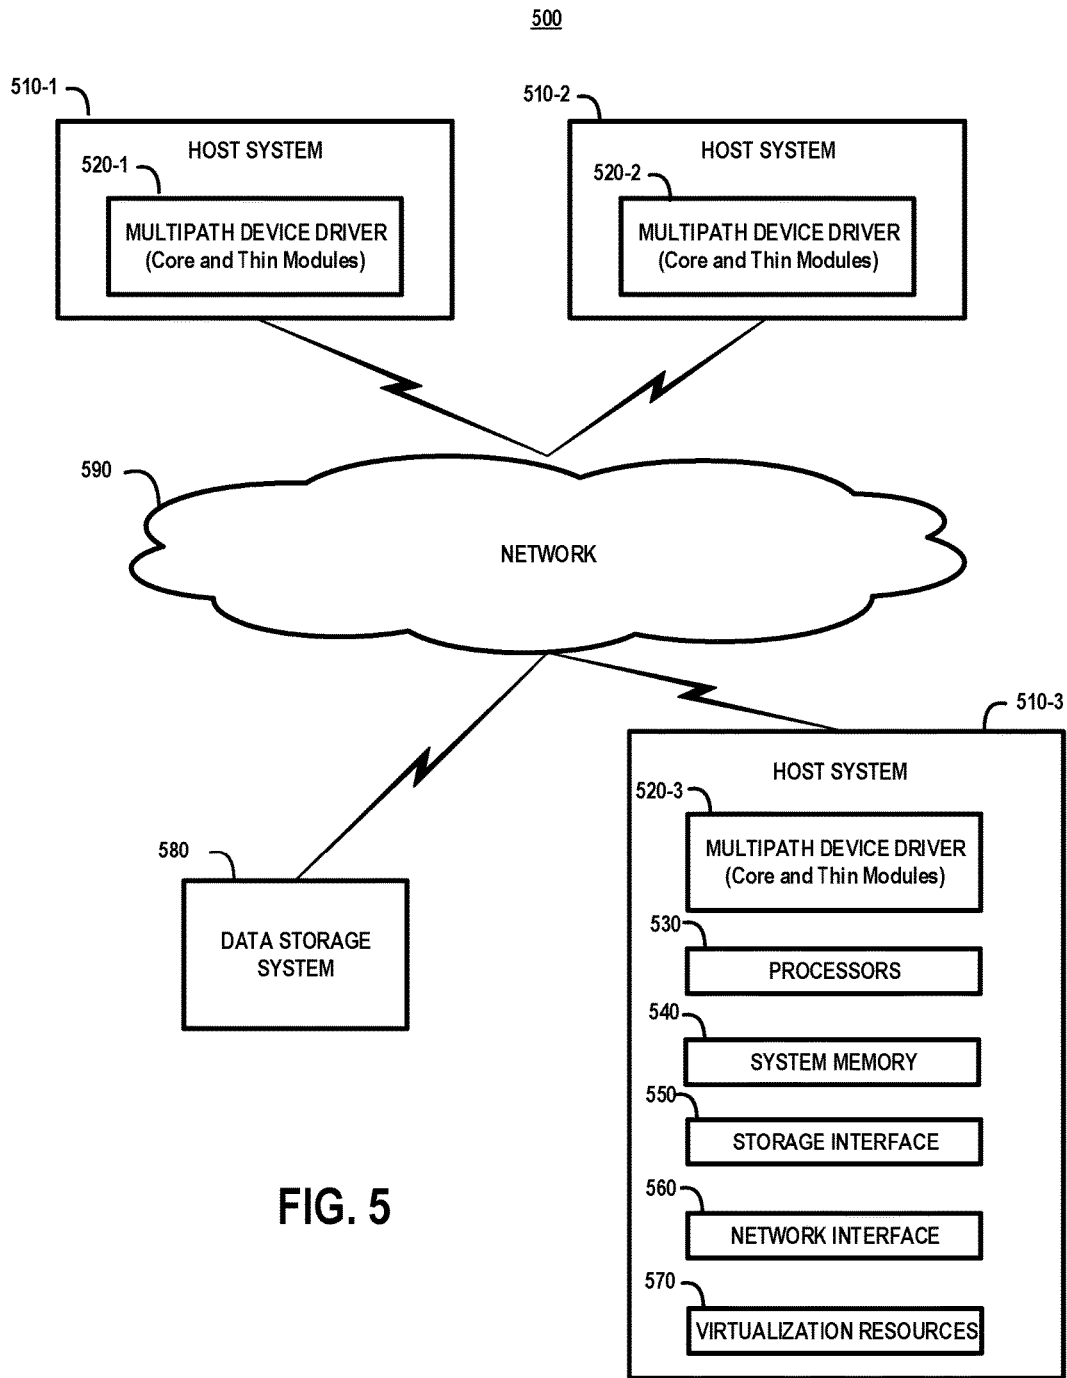 500
510-1
510-2
HOST SYSTEM
HOST SYSTEM
520-1
520-2
MULTIPATH DEVICE DRIVER
(Core and Thin Modules)
MULTIPATH DEVICE DRIVER
(Core and Thin Modules)
590
NETWORK
510-3
HOST SYSTEM
520-3
MULTIPATH DEVICE DRIVER
(Core and Thin Modules)
580
DATA STORAGE
SYSTEM
530
PROCESSORS
540
SYSTEM MEMORY
550
STORAGE INTERFACE
560
NETWORK INTERFACE
570
VIRTUALIZATION RESOURCES
FIG. 5